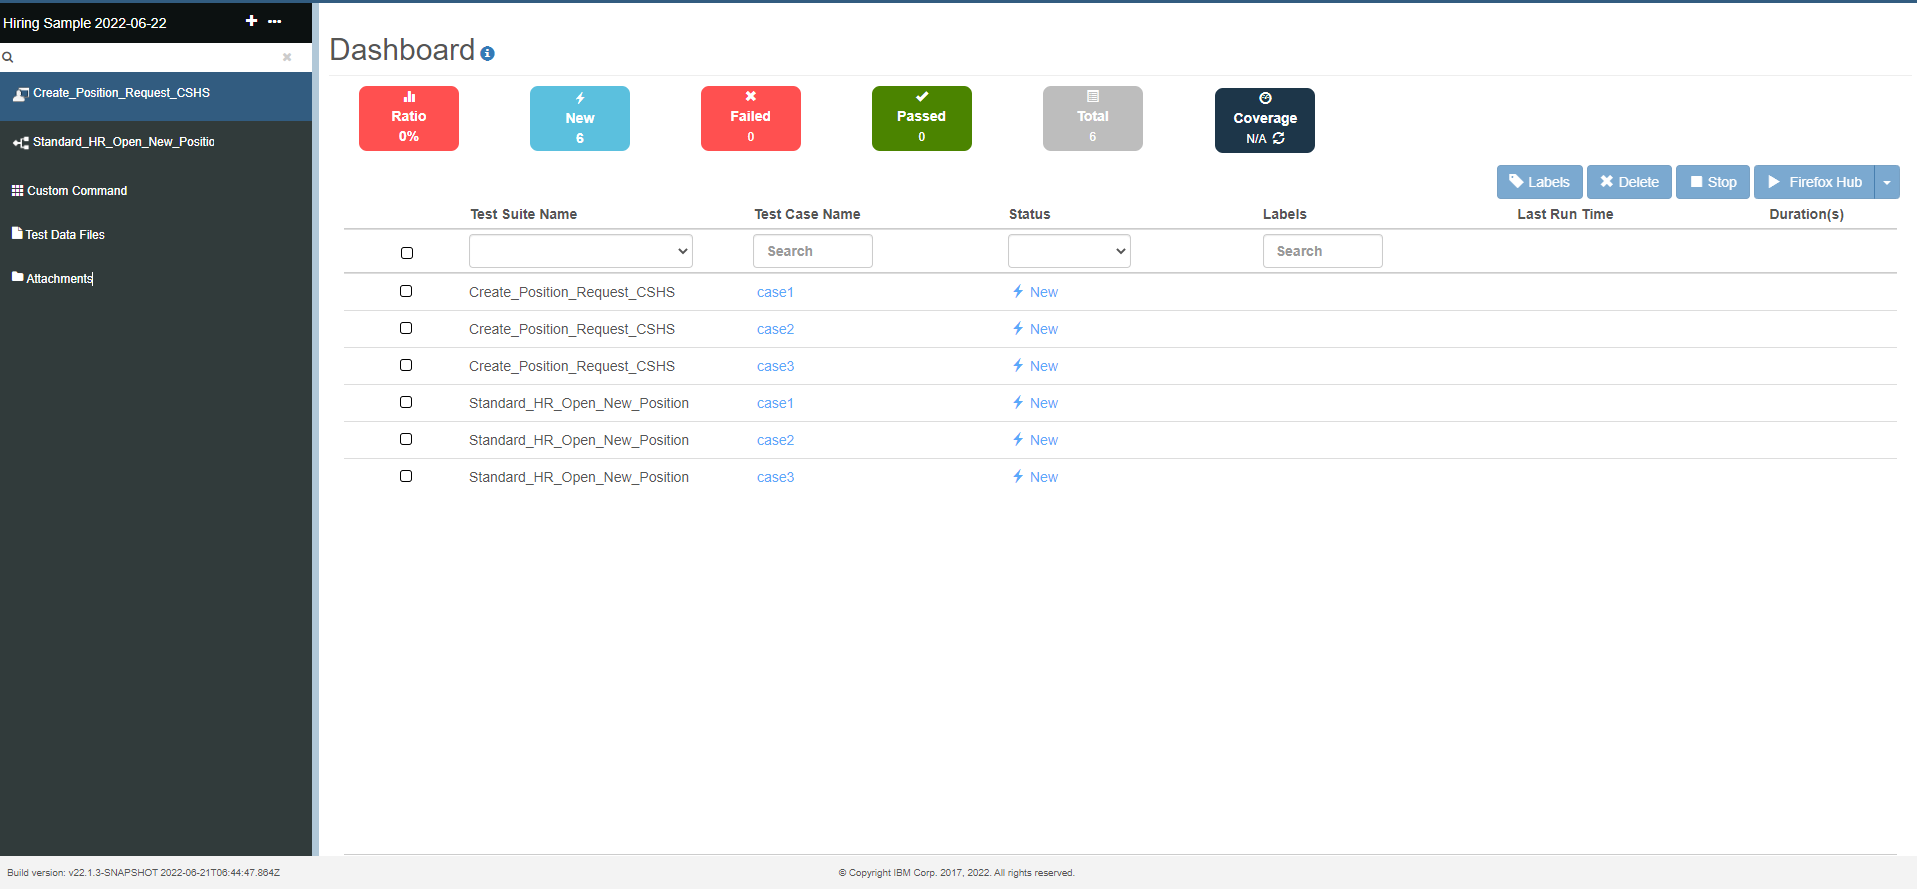 Hiring Sample 2022-06-22
Create_Position_Request_CSHS
Standard_HR_Open_New_Positio
Custom Command
Test Data Files
Attachments
Dashboard
Ratio
0%
New
6
Failed
0
Passed
0
Total
6
Coverage
N/A
Labels Delete Stop Firefox Hub
Test Suite Name Test Case Name Status Labels Last Run Time Duration(s)
Search Search
Create_Position_Request_CSHS case1 New
Create_Position_Request_CSHS case2 New
Create_Position_Request_CSHS case3 New
Standard_HR_Open_New_Position case1 New
Standard_HR_Open_New_Position case2 New
Standard_HR_Open_New_Position case3 New
Build version: v22.1.3-SNAPSHOT 2022-06-21T06:44:47.864Z
© Copyright IBM Corp. 2017, 2022. All rights reserved.